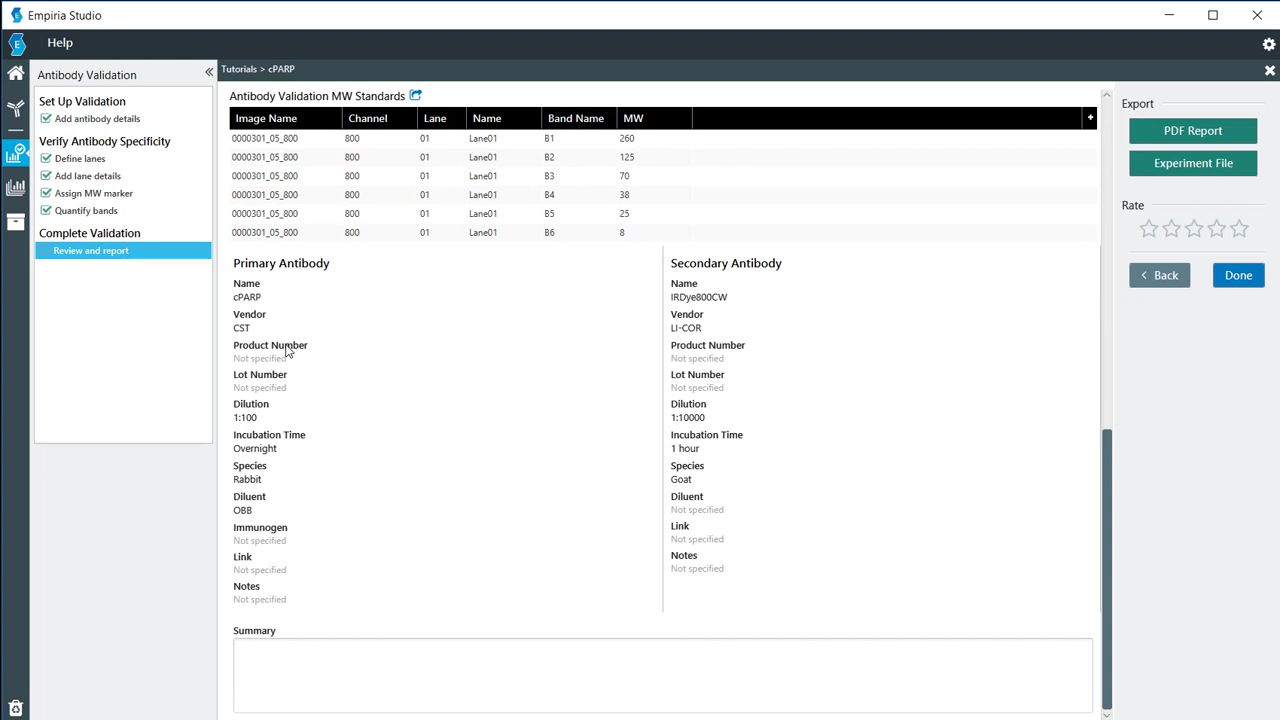 Empiria Studio
Help
Antibody Validation
Tutorials > cPARP
Set Up Validation
Add antibody details
Verify Antibody Specificity
Define lanes
Add lane details
Assign MW marker
Quantify bands
Complete Validation
Review and report
Antibody Validation MW Standards
Image Name Channel Lane Name Band Name MW +
0000301_05_800 800 01 Lane01 B1 260
0000301_05_800 800 01 Lane01 B2 125
0000301_05_800 800 01 Lane01 B3 70
0000301_05_800 800 01 Lane01 B4 38
0000301_05_800 800 01 Lane01 B5 25
0000301_05_800 800 01 Lane01 B6 8
Primary Antibody
Name
cPARP
Vendor
CST
Product Number
Not specified
Lot Number
Not specified
Dilution
1:100
Incubation Time
Overnight
Species
Rabbit
Diluent
OBB
Immunogen
Not specified
Link
Not specified
Notes
Not specified
Secondary Antibody
Name
IRDye800CW
Vendor
LI-COR
Product Number
Not specified
Lot Number
Not specified
Dilution
1:10000
Incubation Time
1 hour
Species
Goat
Diluent
Not specified
Link
Not specified
Notes
Not specified
Summary
Export
PDF Report
Experiment File
Rate
< Back
Done